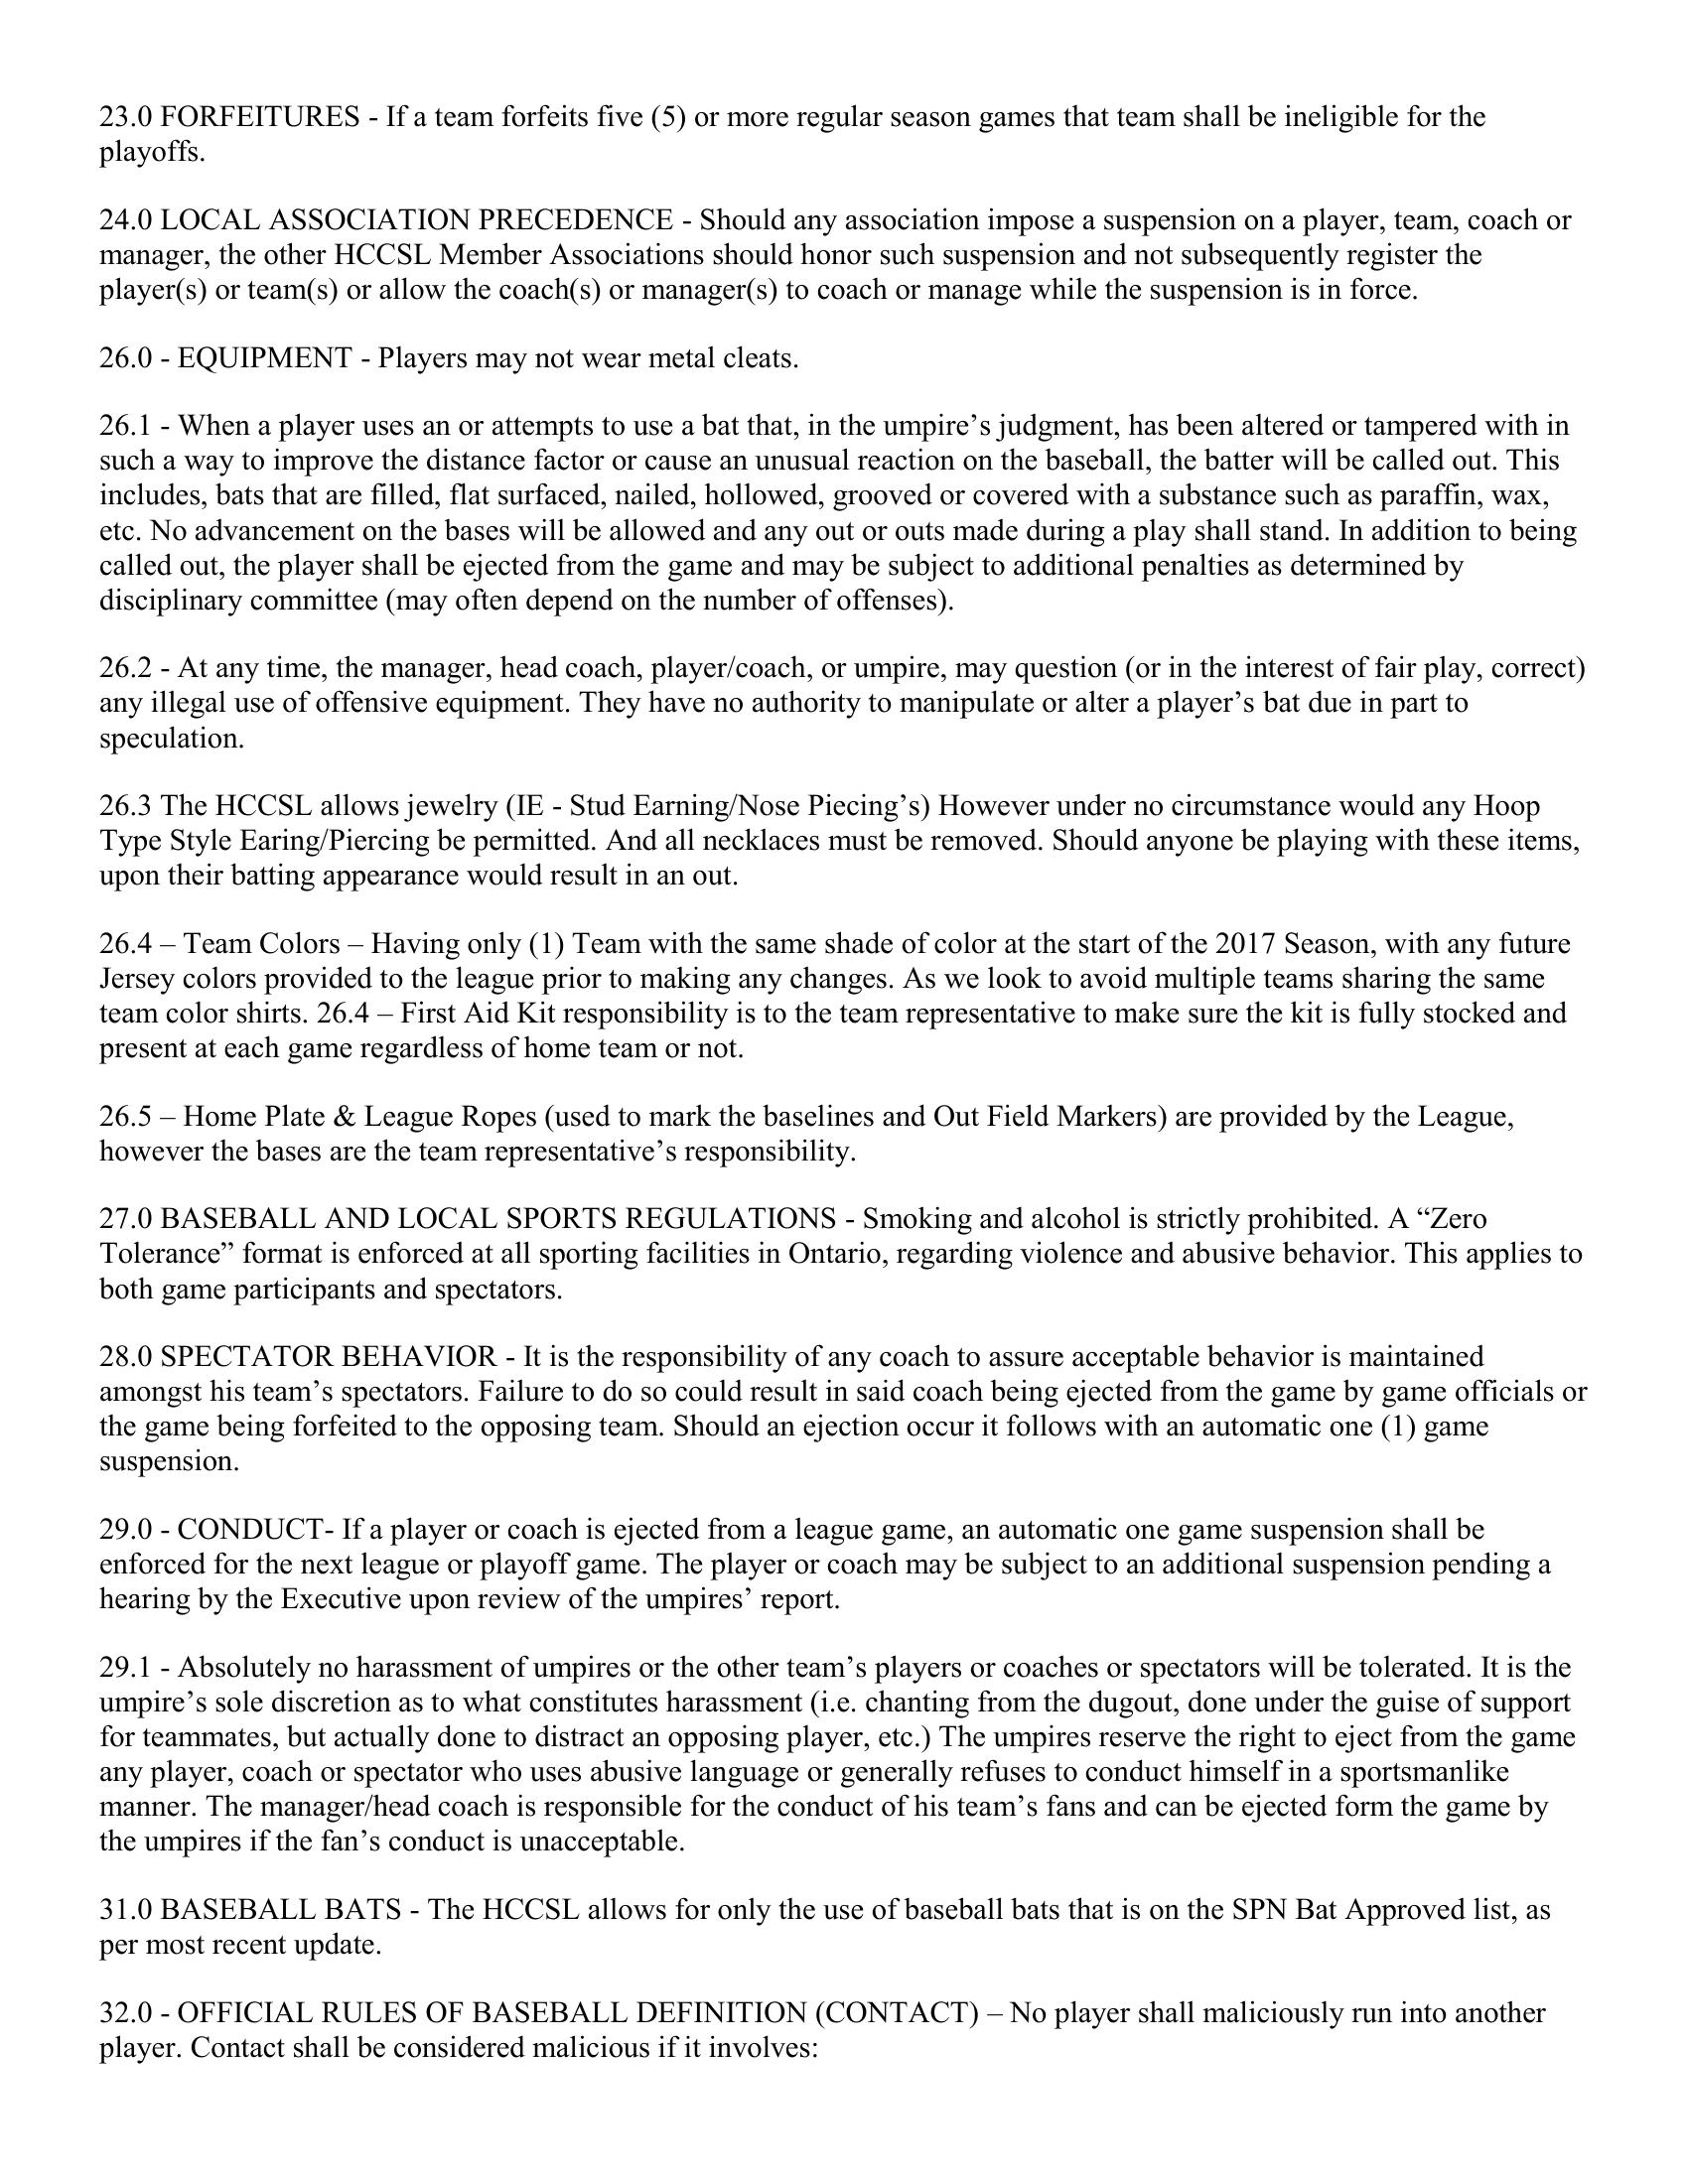 23.0 FORFEITURES - If a team forfeits five (5) or more regular season games that team shall be ineligible for the
playoffs.
24.0 LOCAL ASSOCIATION PRECEDENCE - Should any association impose a suspension on a player, team, coach or
manager, the other HCCSL Member Associations should honor such suspension and not subsequently register the
player(s) or team(s) or allow the coach(s) or manager(s) to coach or manage while the suspension is in force.
26.0 - EQUIPMENT - Players may not wear metal cleats.
26.1 - When a player uses an or attempts to use a bat that, in the umpire’s judgment, has been altered or tampered with in
such a way to improve the distance factor or cause an unusual reaction on the baseball, the batter will be called out. This
includes, bats that are filled, flat surfaced, nailed, hollowed, grooved or covered with a substance such as paraffin, wax,
etc. No advancement on the bases will be allowed and any out or outs made during a play shall stand. In addition to being
called out, the player shall be ejected from the game and may be subject to additional penalties as determined by
disciplinary committee (may often depend on the number of offenses).
26.2 - At any time, the manager, head coach, player/coach, or umpire, may question (or in the interest of fair play, correct)
any illegal use of offensive equipment. They have no authority to manipulate or alter a player’s bat due in part to
speculation.
26.3 The HCCSL allows jewelry (IE - Stud Earning/Nose Piecing’s) However under no circumstance would any Hoop
Type Style Earing/Piercing be permitted. And all necklaces must be removed. Should anyone be playing with these items,
upon their batting appearance would result in an out.
26.4 – Team Colors – Having only (1) Team with the same shade of color at the start of the 2017 Season, with any future
Jersey colors provided to the league prior to making any changes. As we look to avoid multiple teams sharing the same
team color shirts. 26.4 – First Aid Kit responsibility is to the team representative to make sure the kit is fully stocked and
present at each game regardless of home team or not.
26.5 – Home Plate & League Ropes (used to mark the baselines and Out Field Markers) are provided by the League,
however the bases are the team representative’s responsibility.
27.0 BASEBALL AND LOCAL SPORTS REGULATIONS - Smoking and alcohol is strictly prohibited. A “Zero
Tolerance” format is enforced at all sporting facilities in Ontario, regarding violence and abusive behavior. This applies to
both game participants and spectators.
28.0 SPECTATOR BEHAVIOR - It is the responsibility of any coach to assure acceptable behavior is maintained
amongst his team’s spectators. Failure to do so could result in said coach being ejected from the game by game officials or
the game being forfeited to the opposing team. Should an ejection occur it follows with an automatic one (1) game
suspension.
29.0 - CONDUCT- If a player or coach is ejected from a league game, an automatic one game suspension shall be
enforced for the next league or playoff game. The player or coach may be subject to an additional suspension pending a
hearing by the Executive upon review of the umpires’ report.
29.1 - Absolutely no harassment of umpires or the other team’s players or coaches or spectators will be tolerated. It is the
umpire’s sole discretion as to what constitutes harassment (i.e. chanting from the dugout, done under the guise of support
for teammates, but actually done to distract an opposing player, etc.) The umpires reserve the right to eject from the game
any player, coach or spectator who uses abusive language or generally refuses to conduct himself in a sportsmanlike
manner. The manager/head coach is responsible for the conduct of his team’s fans and can be ejected form the game by
the umpires if the fan’s conduct is unacceptable.
31.0 BASEBALL BATS - The HCCSL allows for only the use of baseball bats that is on the SPN Bat Approved list, as
per most recent update.
32.0 - OFFICIAL RULES OF BASEBALL DEFINITION (CONTACT) – No player shall maliciously run into another
player. Contact shall be considered malicious if it involves: